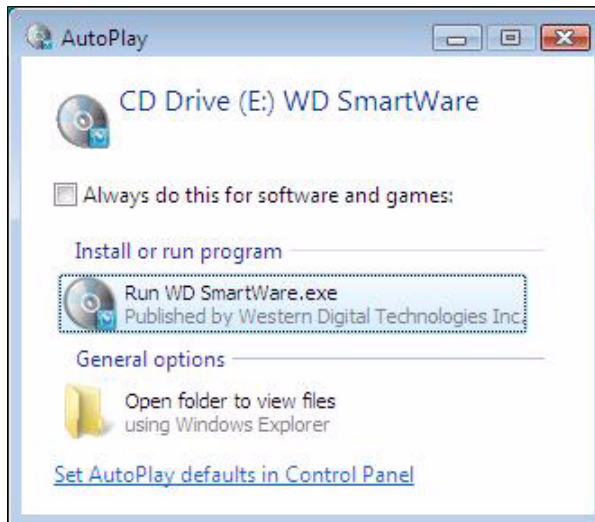 AutoPlay
CD Drive (E:) WD SmartWare
Always do this for software and games:
Install or run program
Run WD SmartWare.exe
Published by Western Digital Technologies Inc.
General options
Open folder to view files
using Windows Explorer
Set AutoPlay defaults in Control Panel